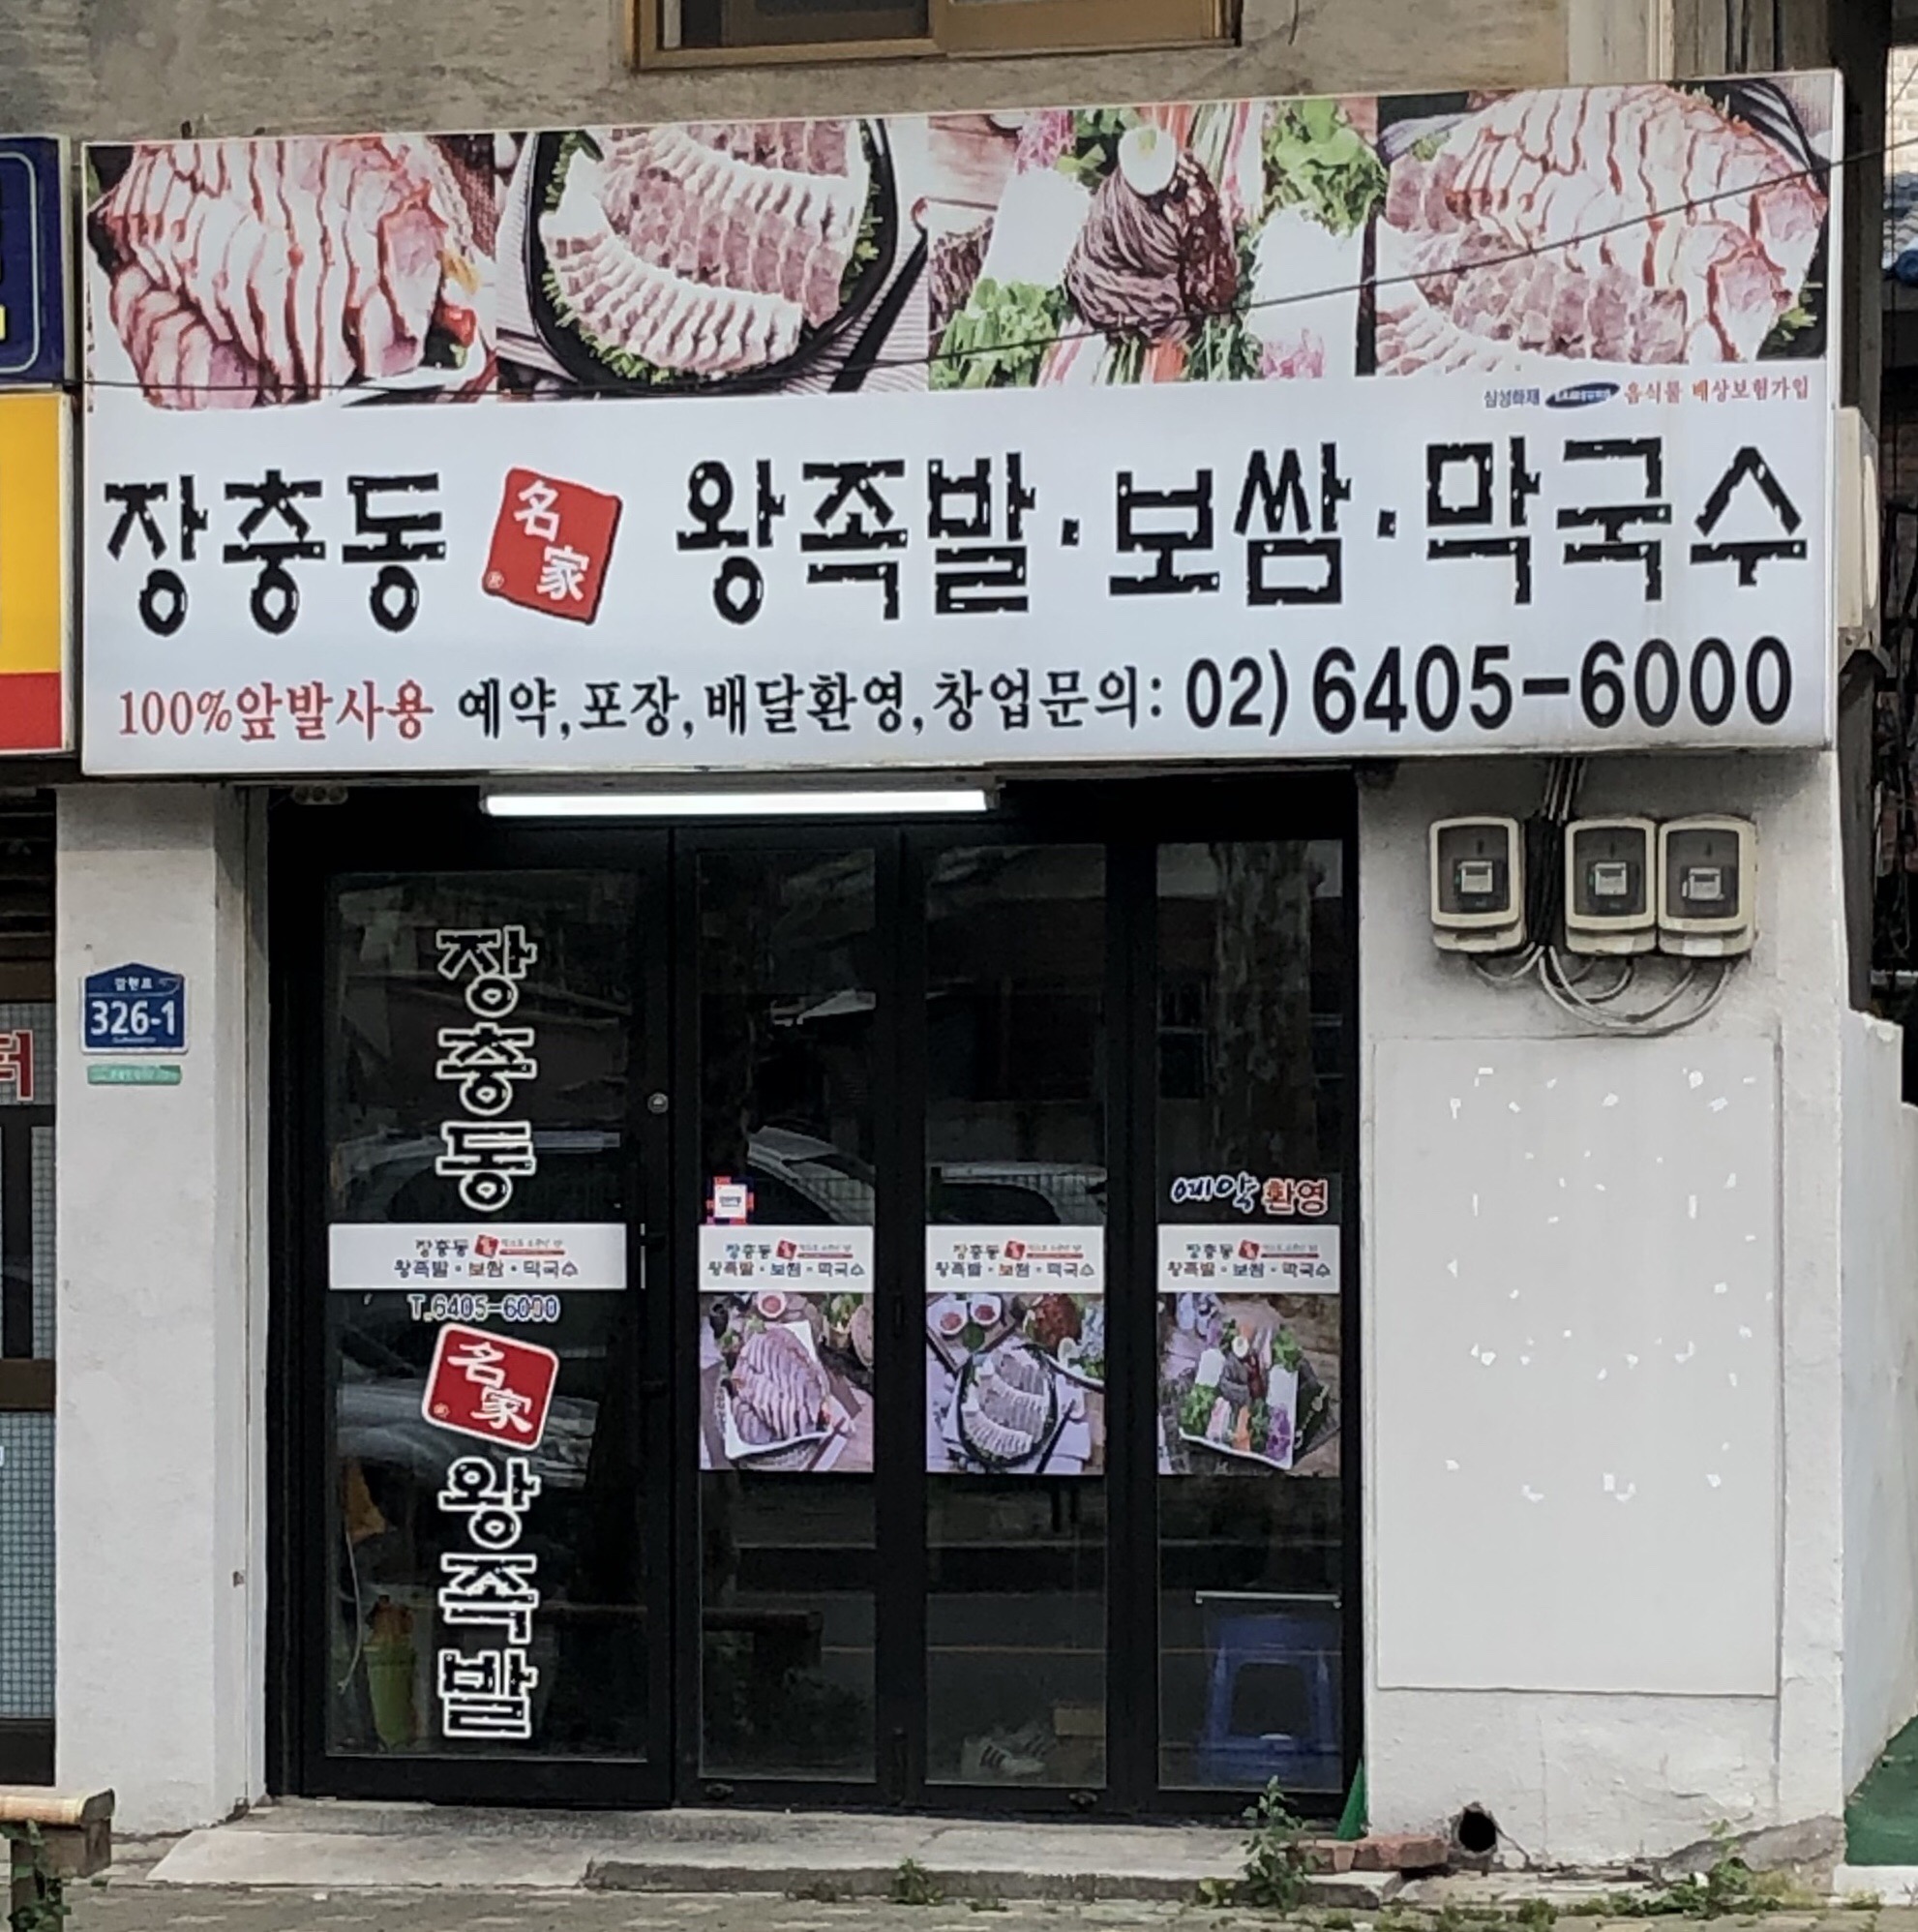 삼성화재 음식물 배상보험가입
장충동 名家 왕족발·보쌈·막국수
100%앞발사용 예약,포장,배달환영,창업문의: 02) 6405-6000
326-1
장충동
예약 환영
장충동
왕족발·보쌈·막국수
장충동
왕족발·보쌈·막국수
장충동
왕족발·보쌈·막국수
장충동
왕족발·보쌈·막국수
T.6405-6000
名家
왕족발